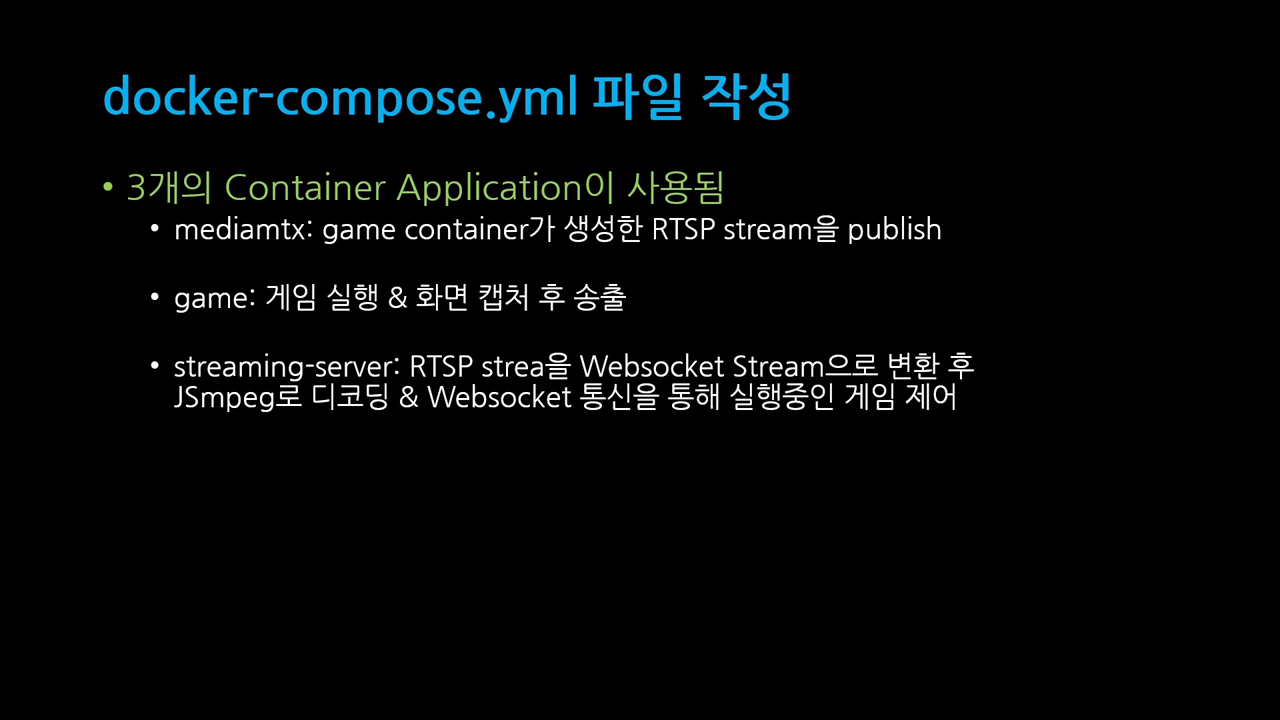 docker-compose.yml 파일 작성
• 3개의 Container Application이 사용됨
• mediamtx: game container가 생성한 RTSP stream을 publish
• game: 게임 실행 & 화면 캡처 후 송출
• streaming-server: RTSP strea을 Websocket Stream으로 변환 후
JSmpeg로 디코딩 & Websocket 통신을 통해 실행중인 게임 제어